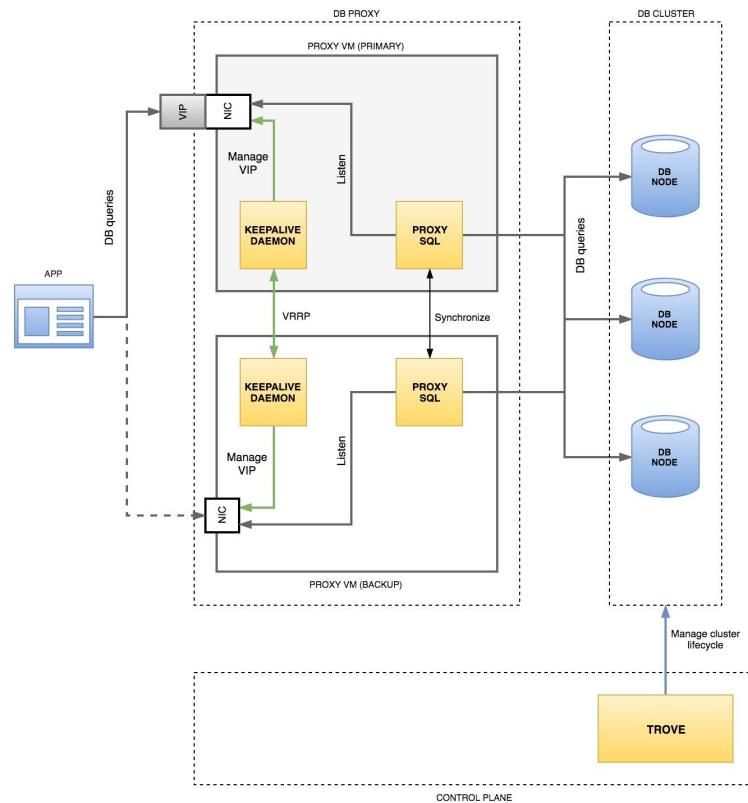 DB PROXY
DB CLUSTER
PROXY VM (PRIMARY)
VIP
NIC
Manage
VIP
Listen
DB
NODE
DB queries
KEEPALIVE
DAEMON
PROXY
SQL
DB queries
APP
VRRP
Synchronize
DB
NODE
KEEPALIVE
DAEMON
PROXY
SQL
Manage
VIP
Listen
DB
NODE
NIC
PROXY VM (BACKUP)
Manage cluster
lifecycle
TROVE
CONTROL PLANE